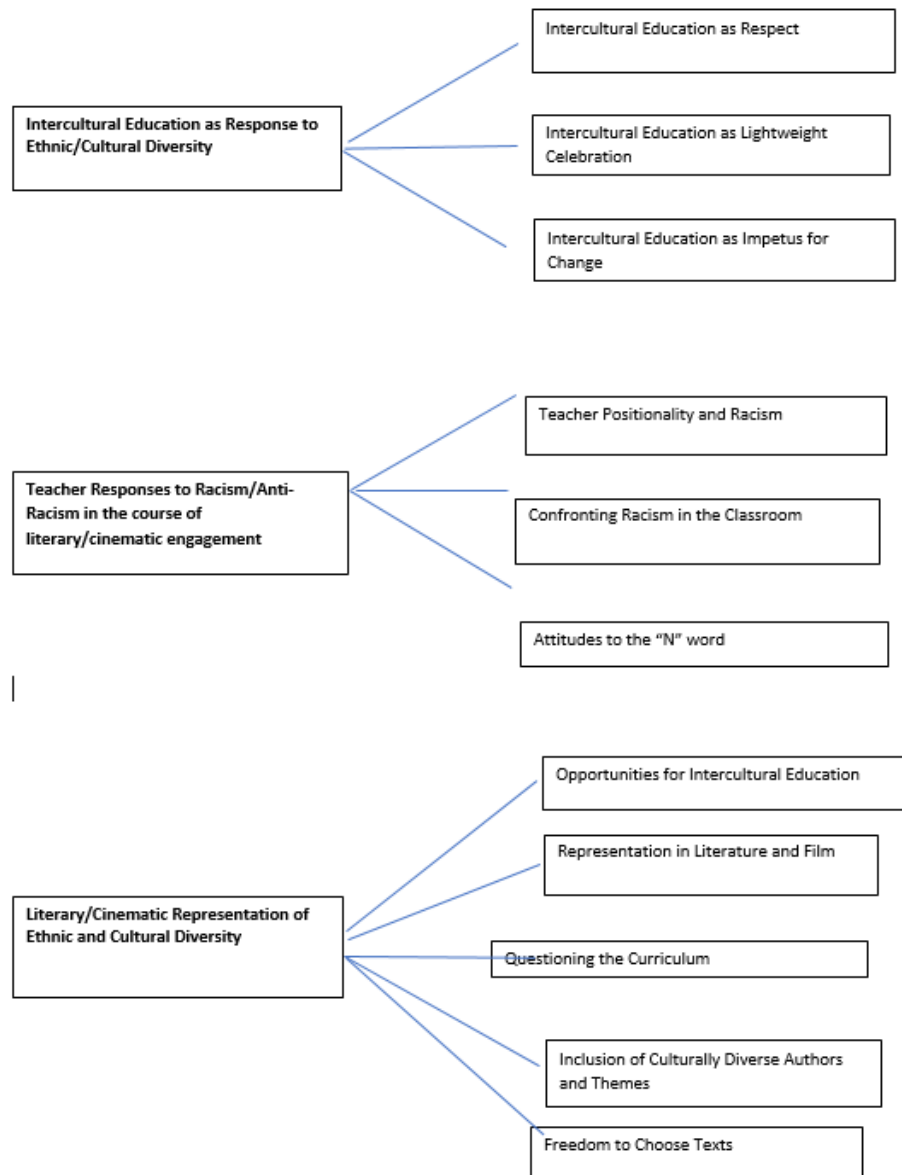 Intercultural Education as Respect
Intercultural Education as Response to
Ethnic/Cultural Diversity
Intercultural Education as Lightweight
Celebration
Intercultural Education as Impetus for
Change
Teacher Positionality and Racism
Teacher Responses to Racism/Anti-
Racism in the course of
literary/cinematic engagement
Confronting Racism in the Classroom
Attitudes to the “N” word
Opportunities for Intercultural Education
Representation in Literature and Film
Literary/Cinematic Representation of
Ethnic and Cultural Diversity
Questioning the Curriculum
Inclusion of Culturally Diverse Authors
and Themes
Freedom to Choose Texts